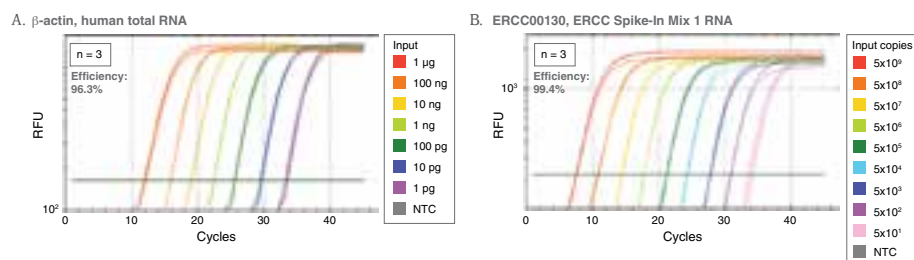 A. β-actin, human total RNA
n = 3
Efficiency:
96.3%
RFU
10²
0 10 20 30 40
Cycles
Input
1 µg
100 ng
10 ng
1 ng
100 pg
10 pg
1 pg
NTC
B. ERCC00130, ERCC Spike-In Mix 1 RNA
n = 3
Efficiency:
99.4%
10³
RFU
0 10 20 30 40
Cycles
Input copies
5x10⁹
5x10⁸
5x10⁷
5x10⁶
5x10⁵
5x10⁴
5x10³
5x10²
5x10¹
NTC